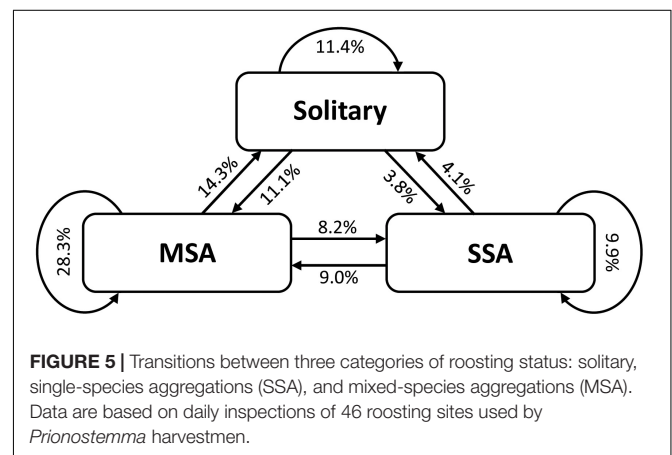 11.4%
Solitary
14.3%
11.1%
3.8%
4.1%
28.3%
MSA
8.2%
9.0%
SSA
9.9%
FIGURE 5 | Transitions between three categories of roosting status: solitary,
single-species aggregations (SSA), and mixed-species aggregations (MSA).
Data are based on daily inspections of 46 roosting sites used by
Prionostemma harvestmen.